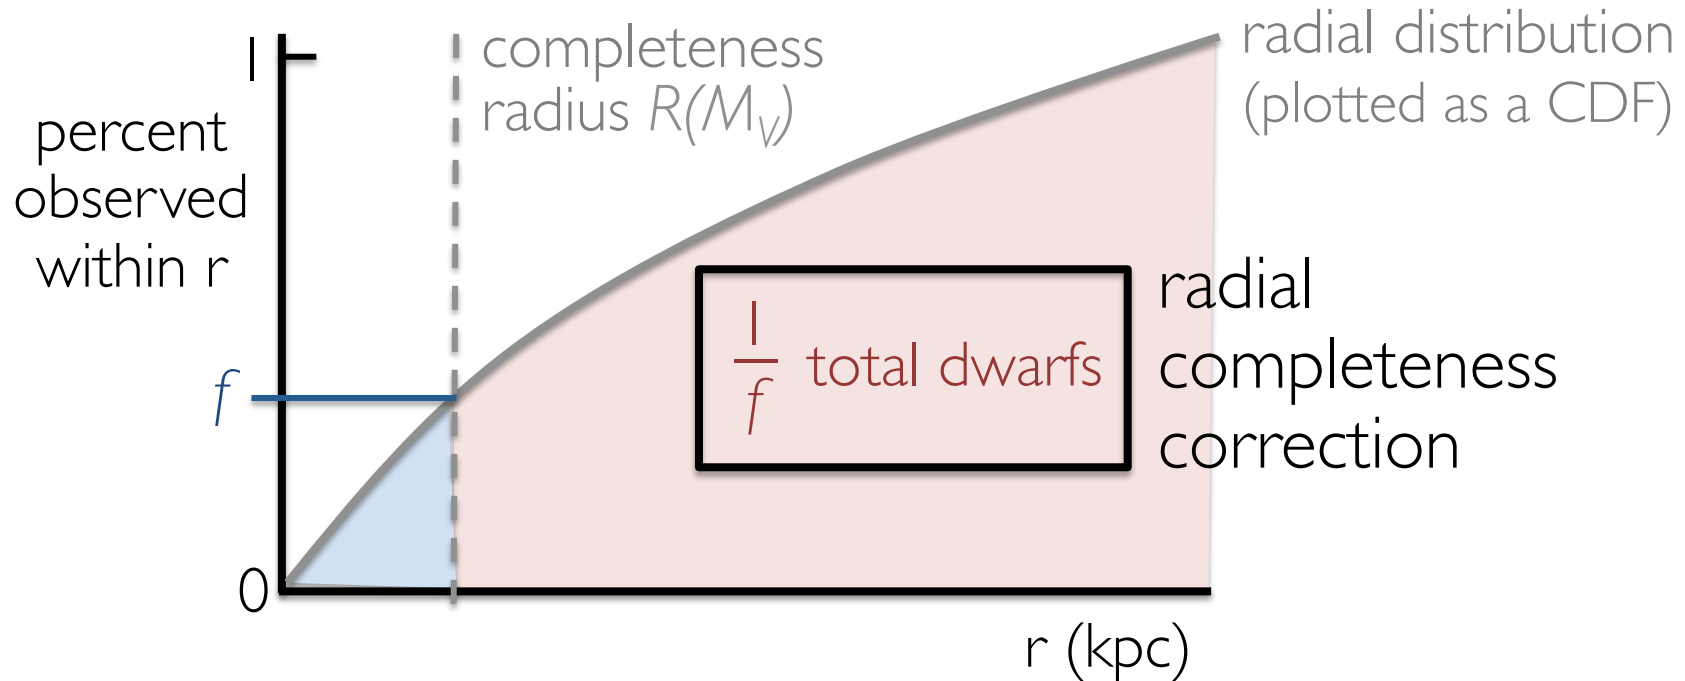 1
percent
observed
within r
f
0
completeness
radius R(M_V)
radial distribution
(plotted as a CDF)
1
f
total dwarfs
radial
completeness
correction
r (kpc)